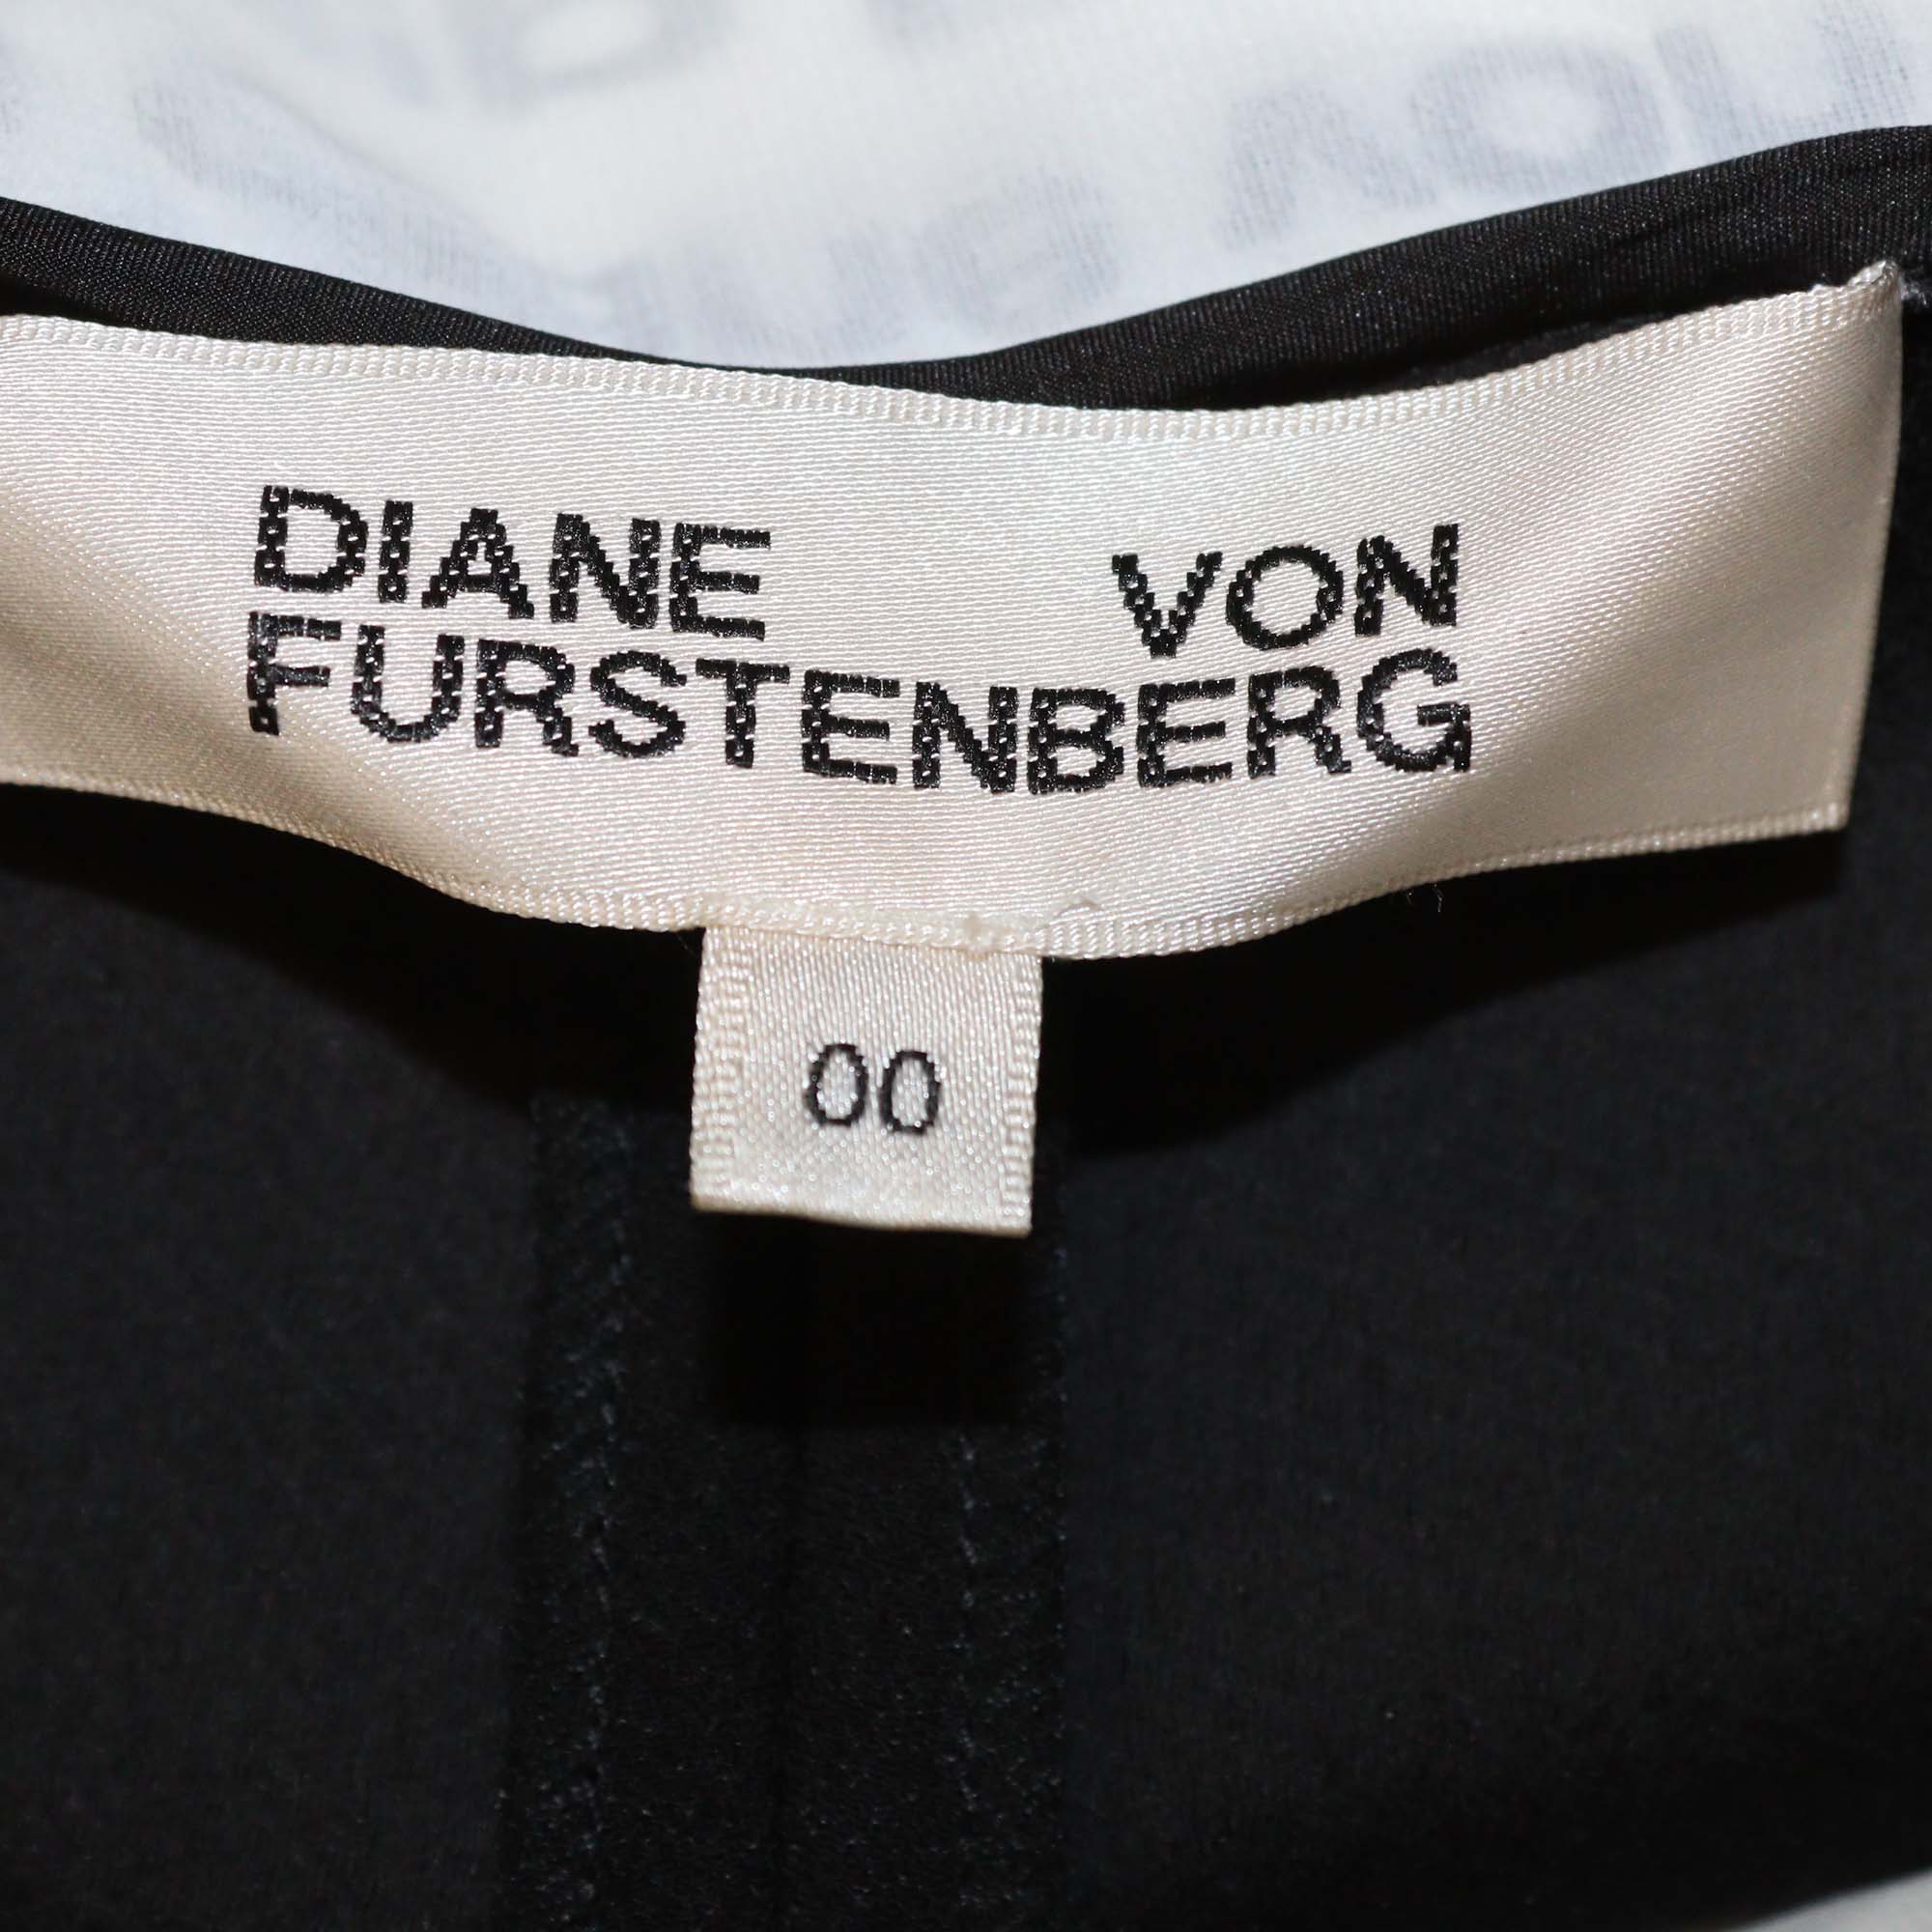 DIANE VON
FURSTENBERG
00